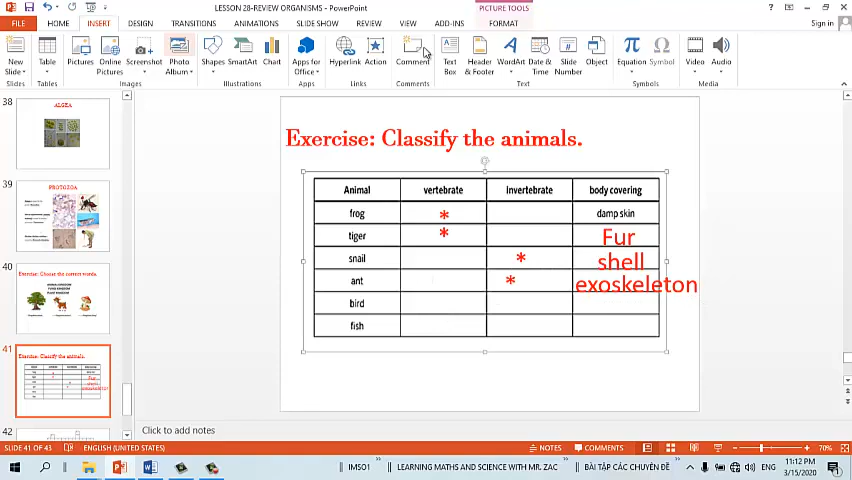 LESSON 28-REVIEW ORGANISMS - PowerPoint
PICTURE TOOLS
FILE HOME INSERT DESIGN TRANSITIONS ANIMATIONS SLIDE SHOW REVIEW VIEW ADD-INS FORMAT Sign in
New Slide Table Pictures Online Pictures Screenshot Photo Album Shapes SmartArt Chart Apps for Office Hyperlink Action Comment Text Box Header & Footer WordArt Date & Time Slide Number Object Equation Symbol Video Audio
Slides Tables Images Illustrations Apps Links Comments Text Symbols Media
38
ALGEA
39
PROTOZOA
40
Exercise: Choose the correct words.
41
Exercise: Classify the animals.
42
Exercise: Classify the animals.
Animal vertebrate Invertebrate body covering
frog * damp skin
tiger * Fur
snail * shell
ant * exoskeleton
bird
fish
Click to add notes
SLIDE 41 OF 43 ENGLISH (UNITED STATES) NOTES COMMENTS 70%
IMSO1 LEARNING MATHS AND SCIENCE WITH MR. ZAC BÀI TẬP CÁC CHUYÊN ĐỀ ENG 11:12 PM
3/15/2020